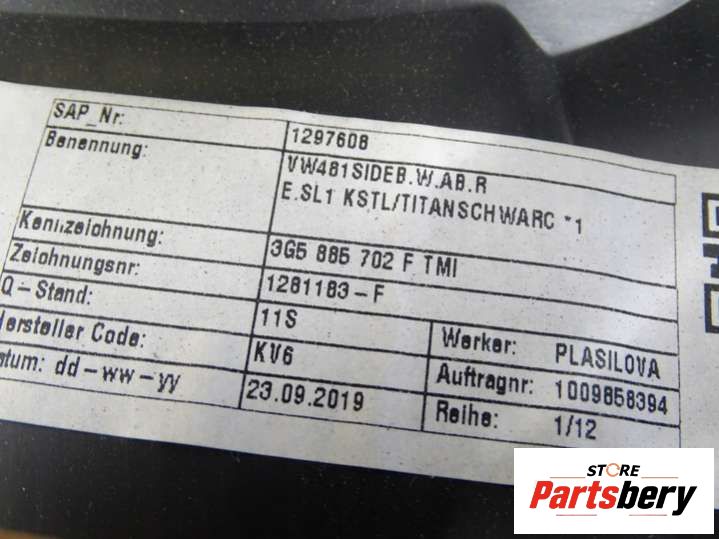 SAP_Nr: 1297608
Benennung: VW481SIDEB.W.AB.R
E.SL1 KSTL/TITANSCHWARC *1
Kennzeichnung: 3G5 885 702 F TMI
Zeichnungsnr: 1281183-F
Q-Stand: 11S Werker: PLASILOVA
Hersteller Code: KV6 Auftragnr: 1009858394
Datum: dd-ww-yy 23.09.2019 Reihe: 1/12
STORE
Partsbery